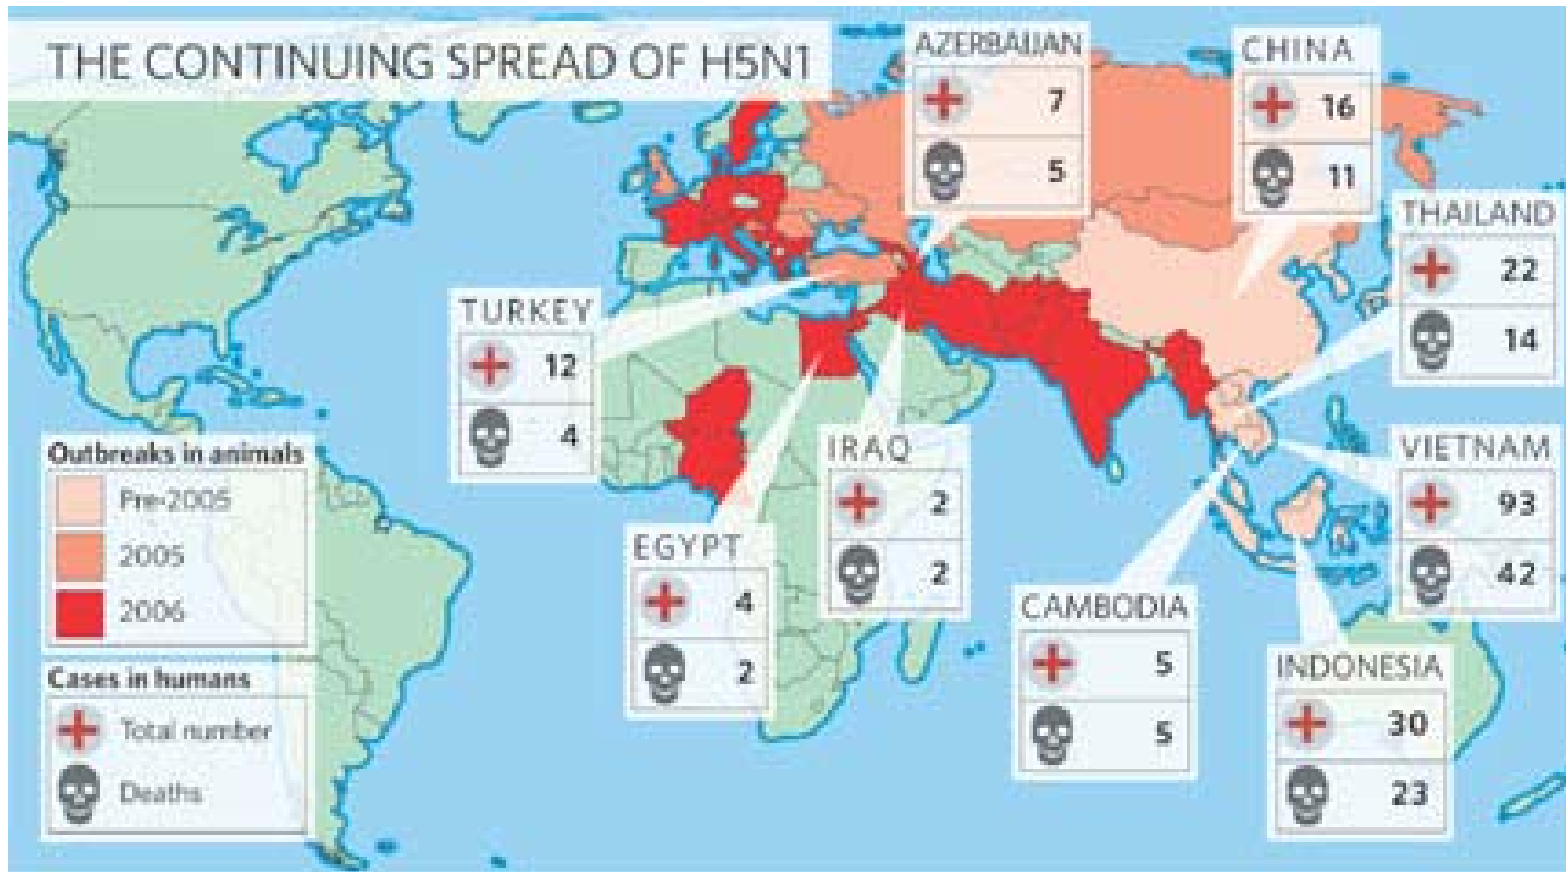 THE CONTINUING SPREAD OF H5N1
AZERBAIJAN
7
5
CHINA
16
11
THAILAND
22
14
TURKEY
12
4
IRAQ
2
2
VIETNAM
93
42
EGYPT
4
2
CAMBODIA
5
5
INDONESIA
30
23
Outbreaks in animals
Pre-2005
2005
2006
Cases in humans
Total number
Deaths